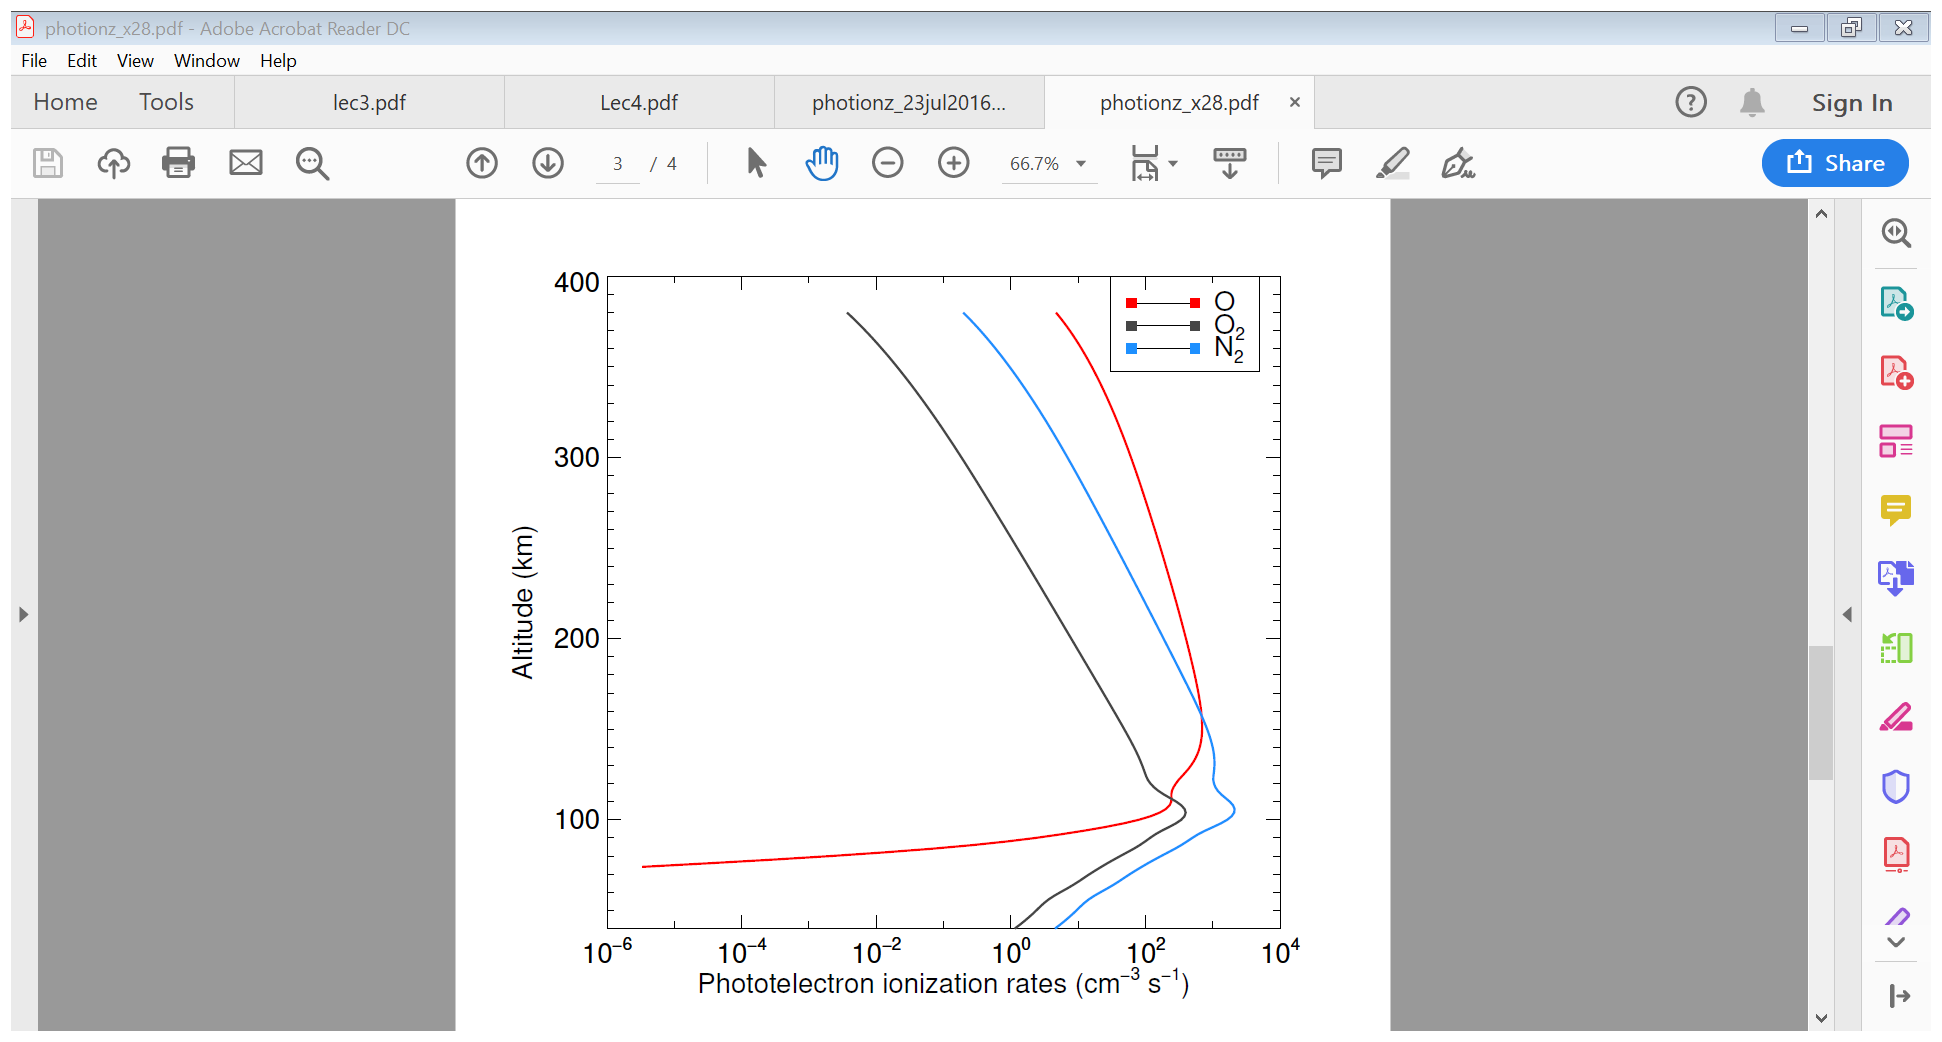 photionz_x28.pdf - Adobe Acrobat Reader DC
File Edit View Window Help
Home Tools lec3.pdf Lec4.pdf photionz_23jul2016... photionz_x28.pdf × Sign In
3 / 4 66.7% Share
400
300
200
100
Altitude (km)
O
O₂
N₂
10⁻⁶ 10⁻⁴ 10⁻² 10⁰ 10² 10⁴
Phototelectron ionization rates (cm⁻³ s⁻¹)